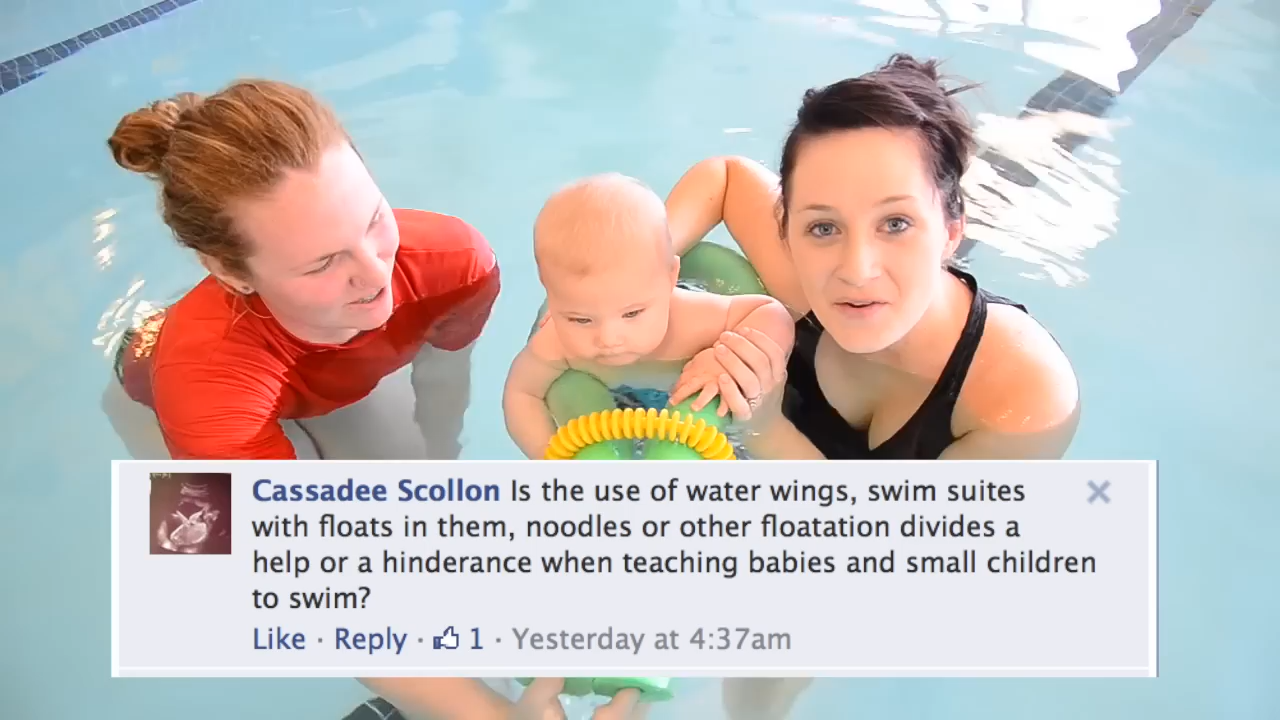 Cassadee Scollon Is the use of water wings, swim suites
with floats in them, noodles or other floatation divides a
help or a hinderance when teaching babies and small children
to swim?
Like · Reply · 1 · Yesterday at 4:37am